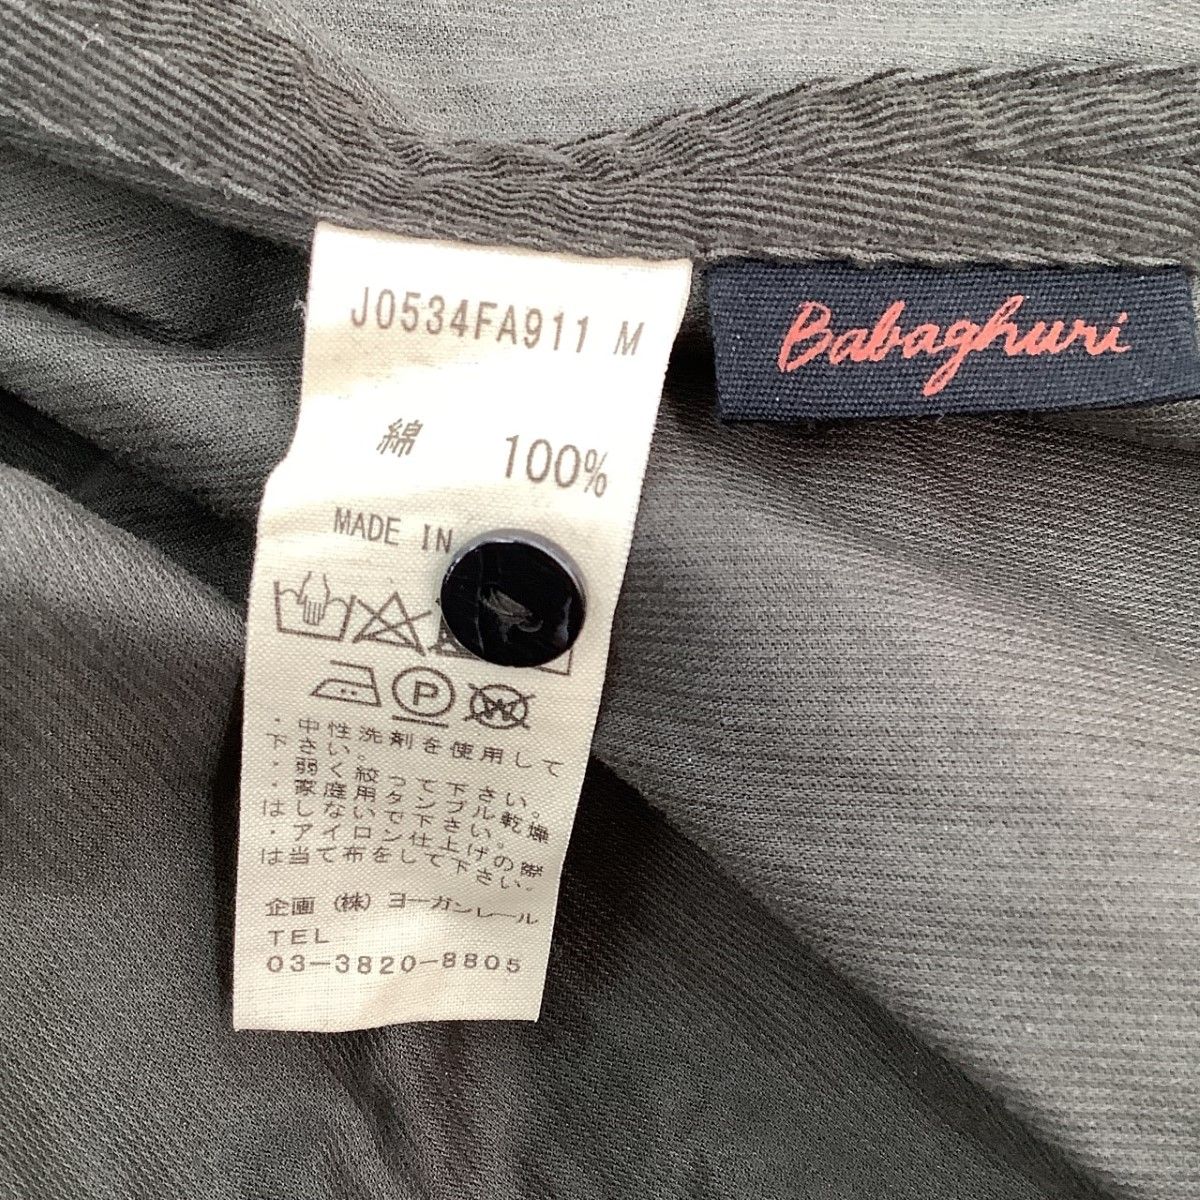 J0534FA911 M
Babaghuri
綿 100%
MADE IN
P
W
・中性洗剤を使用して
下さい。
・弱く絞って下さい。
・家庭用タンブル乾燥
はしないで下さい。
・アイロン仕上げの際
は当て布をして下さい。
企画 (株) ヨーガンレール
TEL
03-3820-8805